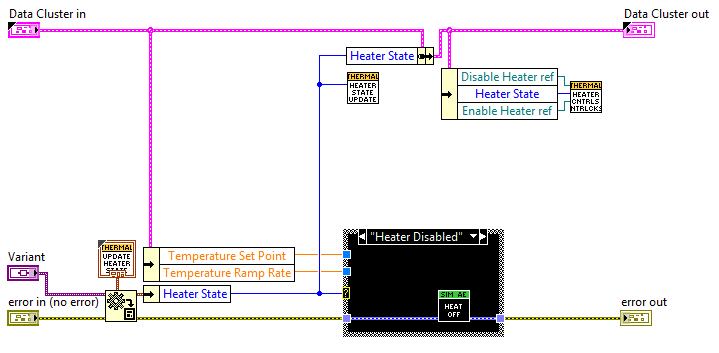 Data Cluster in
Data Cluster out
Heater State
THERMAL
HEATER
STATE
UPDATE
Disable Heater ref
Heater State
Enable Heater ref
THERMAL
HEATER
CNTRLS
NTRLCKS
"Heater Disabled"
THERMAL
UPDATE
HEATER
STATE
Temperature Set Point
Temperature Ramp Rate
Variant
Heater State
?
error in (no error)
SIM AE
HEAT
OFF
error out